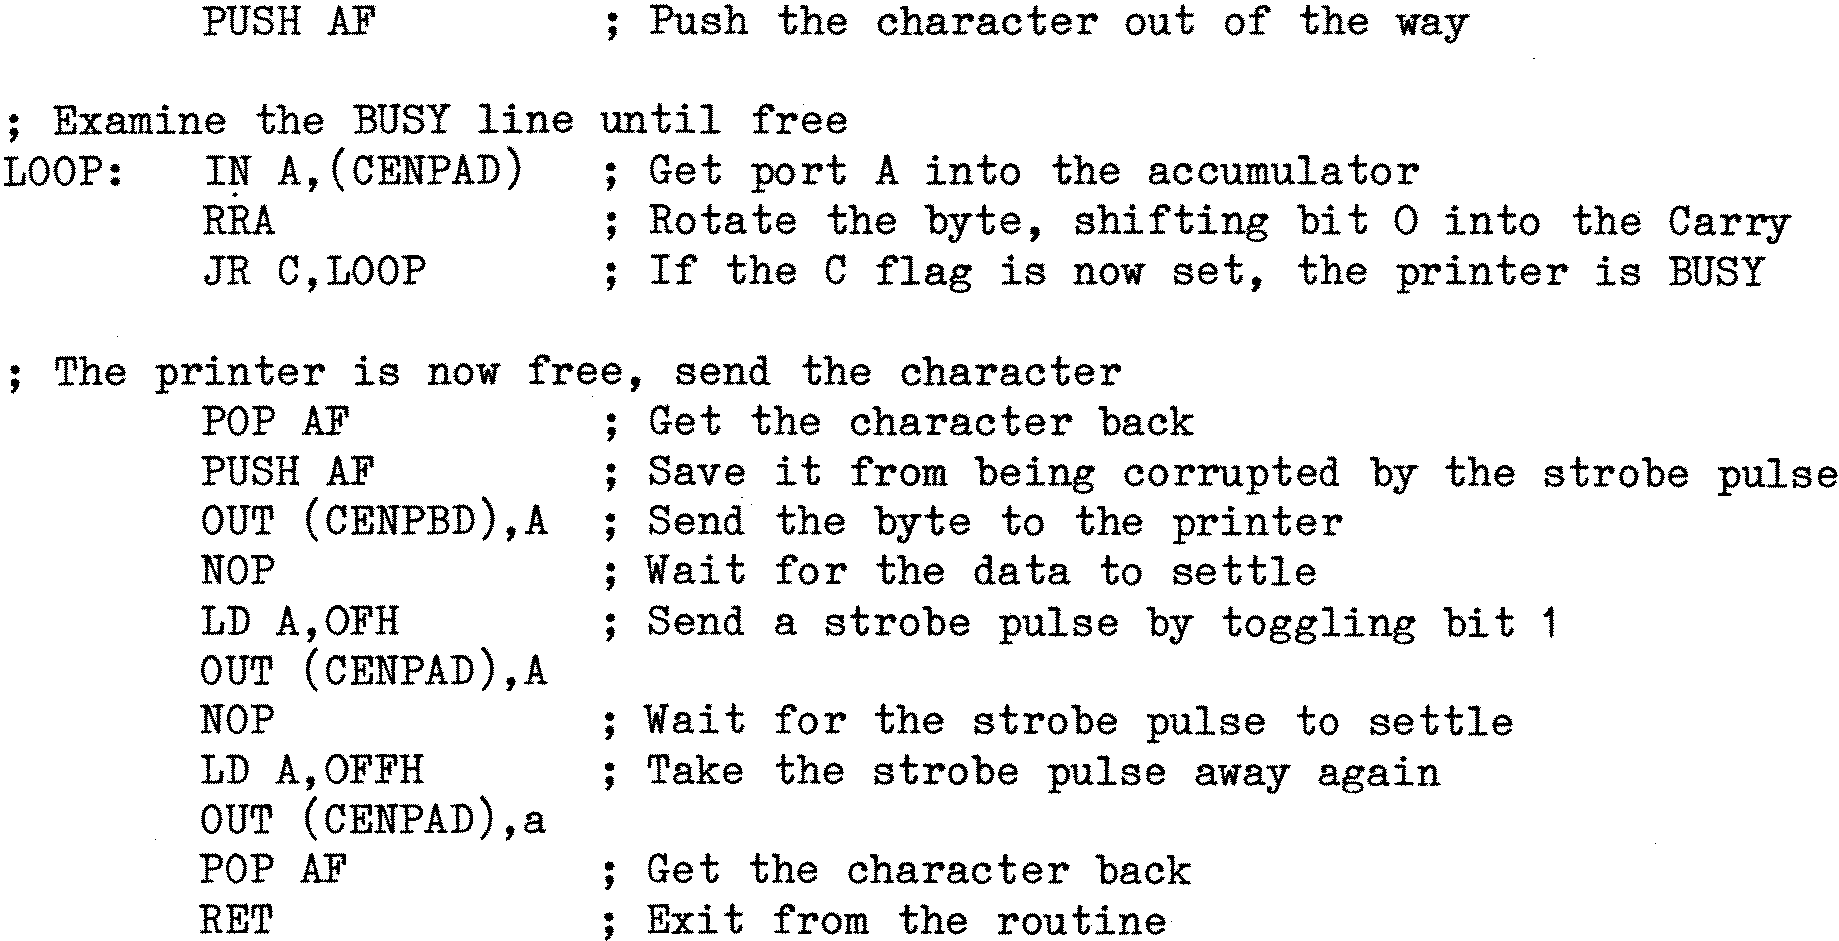 PUSH AF ; Push the character out of the way
; Examine the BUSY line until free
LOOP: IN A,(CENPAD) ; Get port A into the accumulator
RRA ; Rotate the byte, shifting bit 0 into the Carry
JR C,LOOP ; If the C flag is now set, the printer is BUSY
; The printer is now free, send the character
POP AF ; Get the character back
PUSH AF ; Save it from being corrupted by the strobe pulse
OUT (CENPBD),A ; Send the byte to the printer
NOP ; Wait for the data to settle
LD A,0FH ; Send a strobe pulse by toggling bit 1
OUT (CENPAD),A
NOP ; Wait for the strobe pulse to settle
LD A,0FFH ; Take the strobe pulse away again
OUT (CENPAD),a
POP AF ; Get the character back
RET ; Exit from the routine